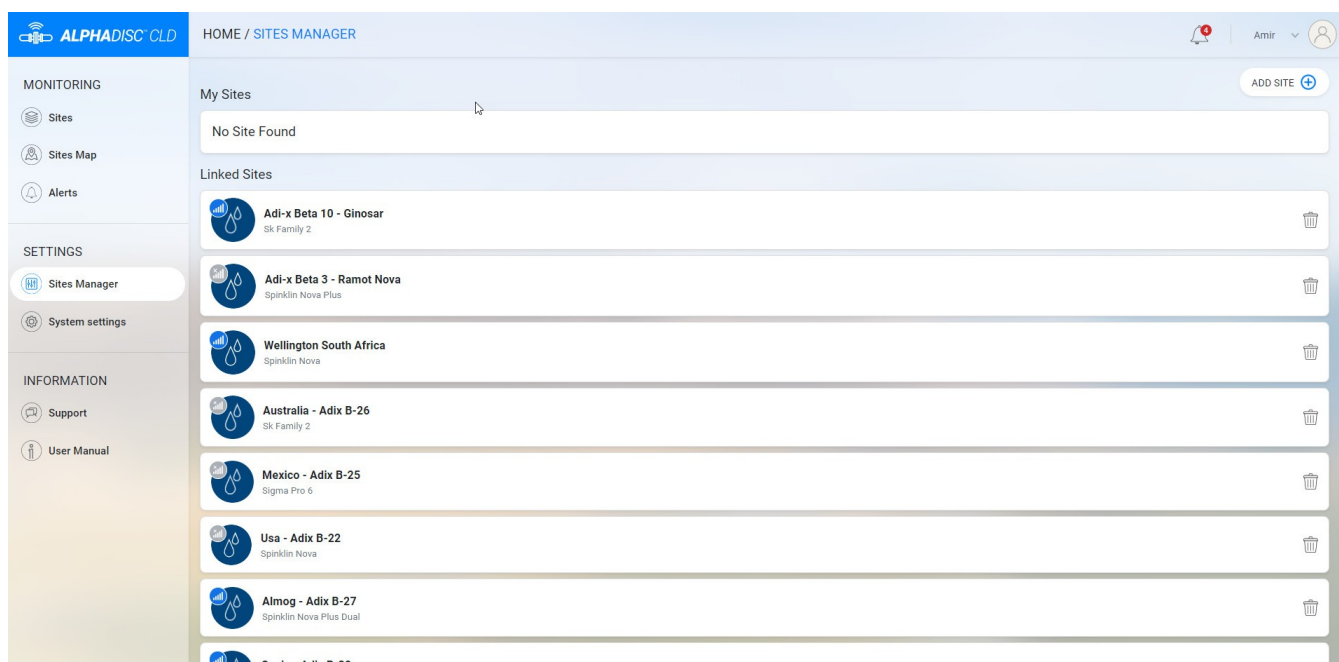 ALPHADISC™ CLD
HOME / SITES MANAGER
4
Amir
MONITORING
Sites
Sites Map
Alerts
SETTINGS
Sites Manager
System settings
INFORMATION
Support
User Manual
ADD SITE
My Sites
No Site Found
Linked Sites
Adi-x Beta 10 - Ginosar
Sk Family 2
Adi-x Beta 3 - Ramot Nova
Spinklin Nova Plus
Wellington South Africa
Spinklin Nova
Australia - Adix B-26
Sk Family 2
Mexico - Adix B-25
Sigma Pro 6
Usa - Adix B-22
Spinklin Nova
Almog - Adix B-27
Spinklin Nova Plus Dual